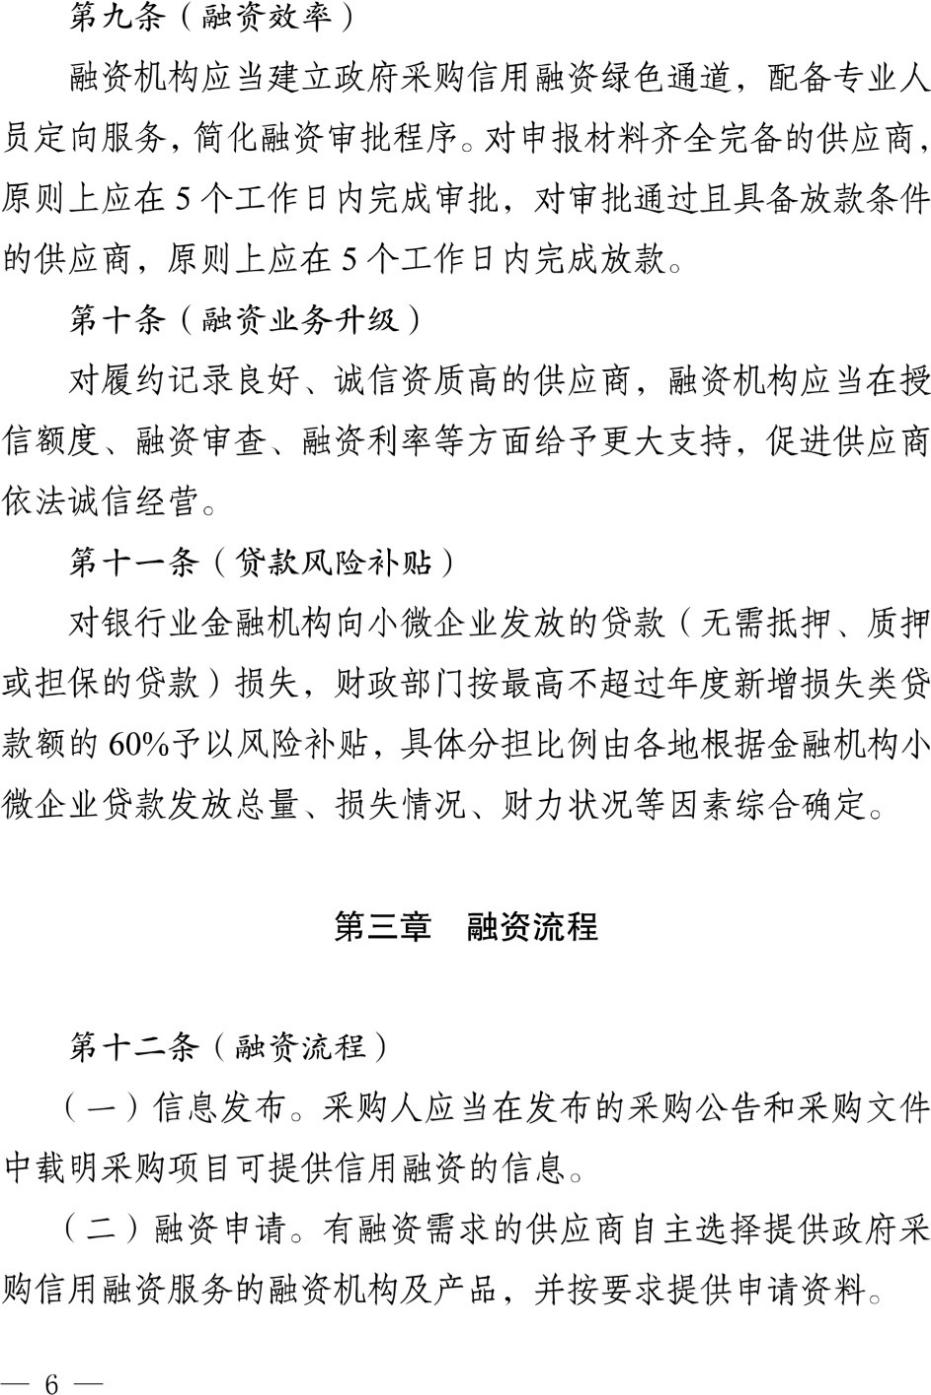 第九条（融资效率）
融资机构应当建立政府采购信用融资绿色通道，配备专业人
员定向服务，简化融资审批程序。对申报材料齐全完备的供应商，
原则上应在 5 个工作日内完成审批，对审批通过且具备放款条件
的供应商，原则上应在 5 个工作日内完成放款。
第十条（融资业务升级）
对履约记录良好、诚信资质高的供应商，融资机构应当在授
信额度、融资审查、融资利率等方面给予更大支持，促进供应商
依法诚信经营。
第十一条（贷款风险补贴）
对银行业金融机构向小微企业发放的贷款（无需抵押、质押
或担保的贷款）损失，财政部门按最高不超过年度新增损失类贷
款额的 60%予以风险补贴，具体分担比例由各地根据金融机构小
微企业贷款发放总量、损失情况、财力状况等因素综合确定。
第三章　融资流程
第十二条（融资流程）
（一）信息发布。采购人应当在发布的采购公告和采购文件
中载明采购项目可提供信用融资的信息。
（二）融资申请。有融资需求的供应商自主选择提供政府采
购信用融资服务的融资机构及产品，并按要求提供申请资料。
— 6 —